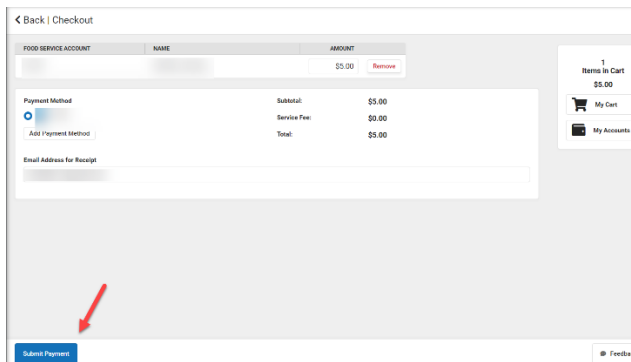 Back | Checkout
FOOD SERVICE ACCOUNT NAME AMOUNT
$5.00 Remove
1
Items in Cart
$5.00
My Cart
My Accounts
Payment Method
Add Payment Method
Subtotal: $5.00
Service Fee: $0.00
Total: $5.00
Email Address for Receipt
Submit Payment